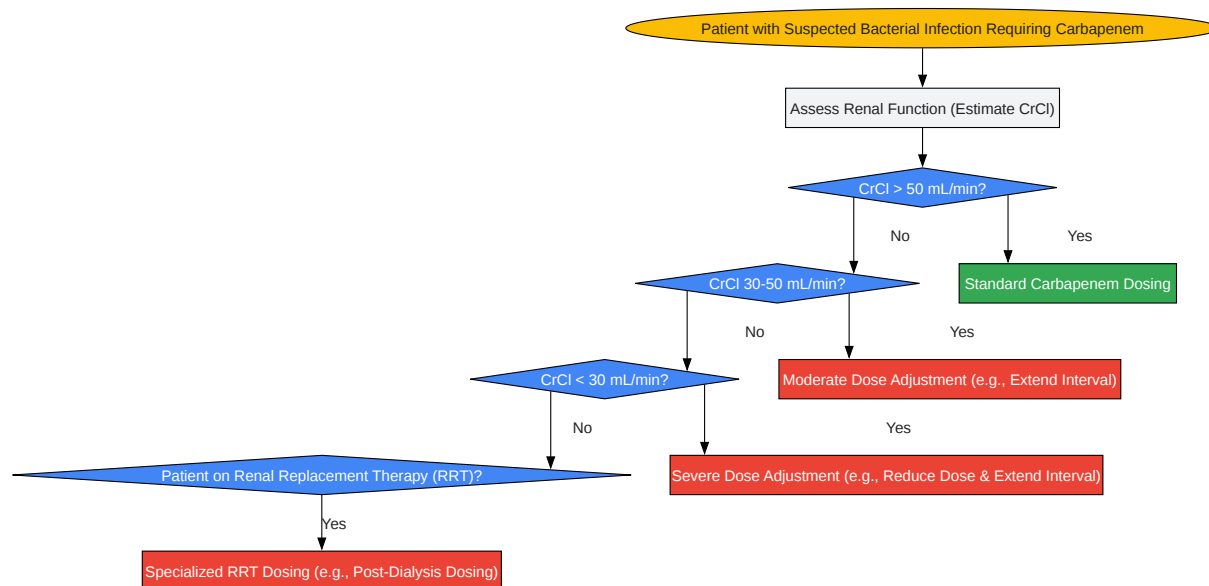 Patient with Suspected Bacterial Infection Requiring Carbapenem
Assess Renal Function (Estimate CrCl)
CrCl > 50 mL/min?
No
Yes
CrCl 30-50 mL/min?
Standard Carbapenem Dosing
No
Yes
CrCl < 30 mL/min?
Moderate Dose Adjustment (e.g., Extend Interval)
No
Yes
Patient on Renal Replacement Therapy (RRT)?
Severe Dose Adjustment (e.g., Reduce Dose & Extend Interval)
Yes
Specialized RRT Dosing (e.g., Post-Dialysis Dosing)